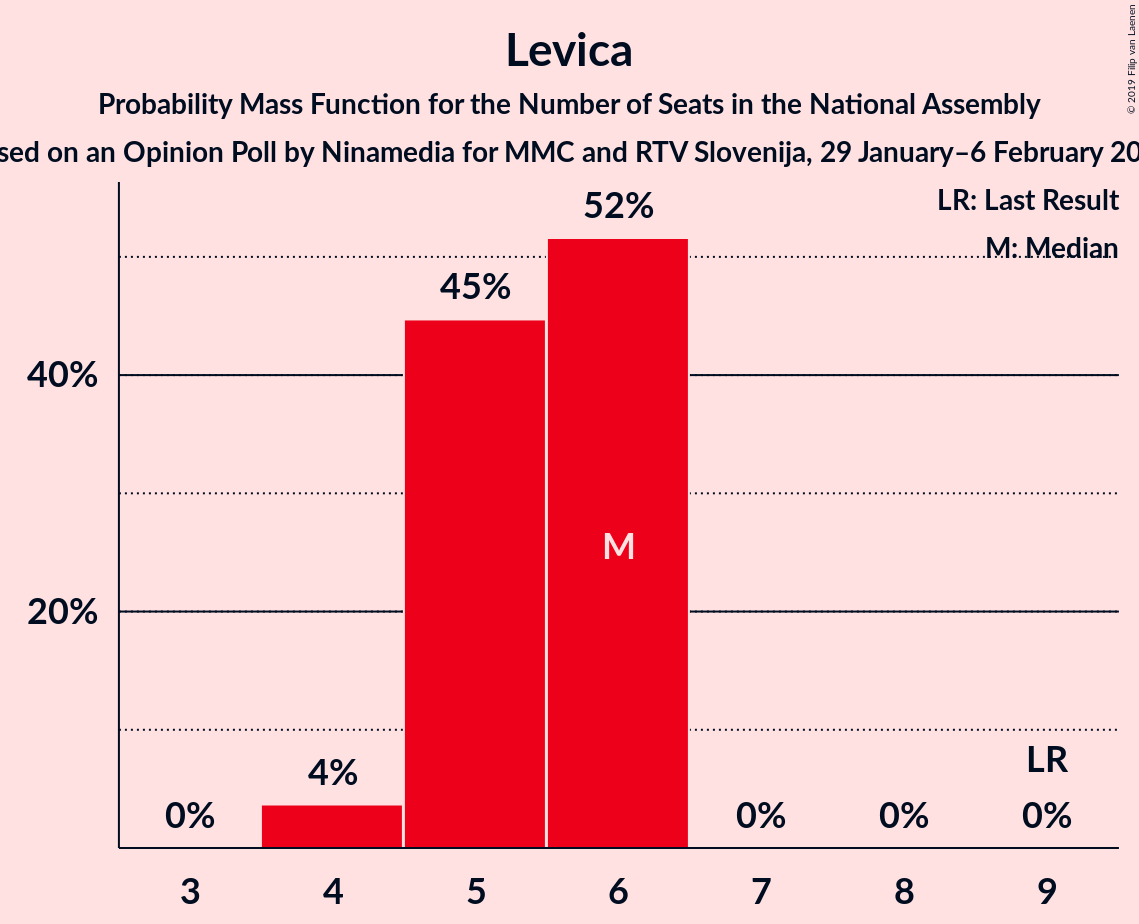 Levica
Probability Mass Function for the Number of Seats in the National Assembly
on an Opinion Poll by Ninamedia for MMC and RTV Slovenija, 29 January–6 February
© 2019 Filip van Laenen
LR: Last Result
M: Median
52%
45%
40%
M
20%
4%
LR
0%
0%
0%
0%
3
4
5
6
7
8
9